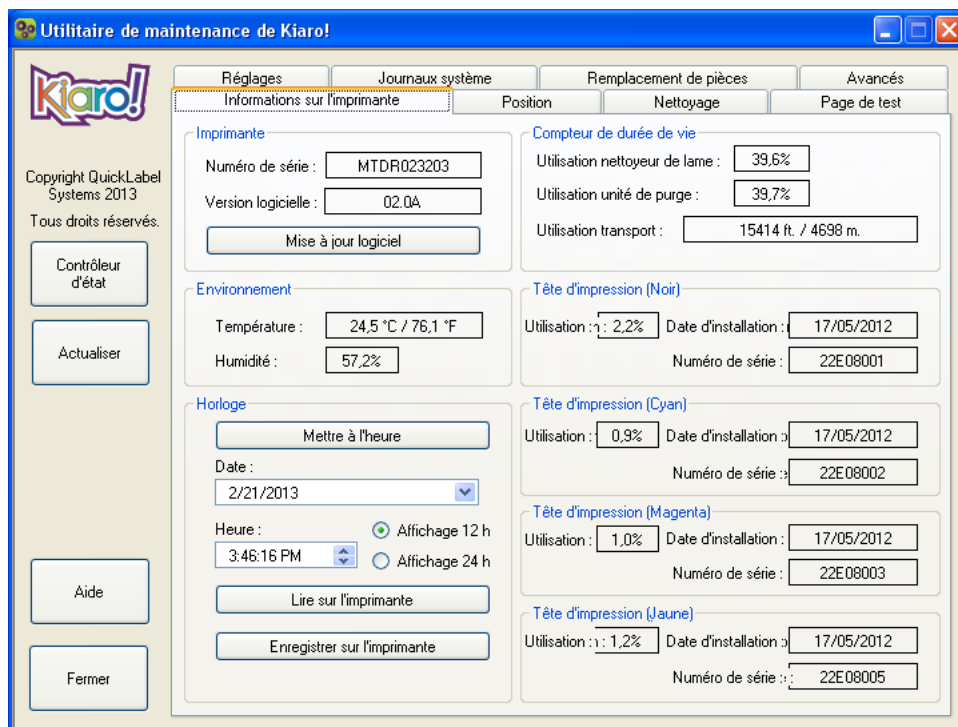 Utilitaire de maintenance de Kiaro!
Kiaro!
Copyright QuickLabel
Systems 2013
Tous droits réservés.
Contrôleur
d'état
Actualiser
Aide
Fermer
Réglages
Journaux système
Remplacement de pièces
Avancés
Informations sur l'imprimante
Position
Nettoyage
Page de test
Imprimante
Numéro de série : MTDR023203
Version logicielle : 02.0A
Mise à jour logiciel
Environnement
Température : 24,5 °C / 76,1 °F
Humidité : 57,2%
Horloge
Mettre à l'heure
Date :
2/21/2013
Heure :
3:46:16 PM
Affichage 12 h
Affichage 24 h
Lire sur l'imprimante
Enregistrer sur l'imprimante
Compteur de durée de vie
Utilisation nettoyeur de lame : 39,6%
Utilisation unité de purge : 39,7%
Utilisation transport : 15414 ft. / 4698 m.
Tête d'impression (Noir)
Utilisation : 2,2% Date d'installation : 17/05/2012
Numéro de série : 22E08001
Tête d'impression (Cyan)
Utilisation : 0,9% Date d'installation : 17/05/2012
Numéro de série : 22E08002
Tête d'impression (Magenta)
Utilisation : 1,0% Date d'installation : 17/05/2012
Numéro de série : 22E08003
Tête d'impression (Jaune)
Utilisation : 1,2% Date d'installation : 17/05/2012
Numéro de série : 22E08005